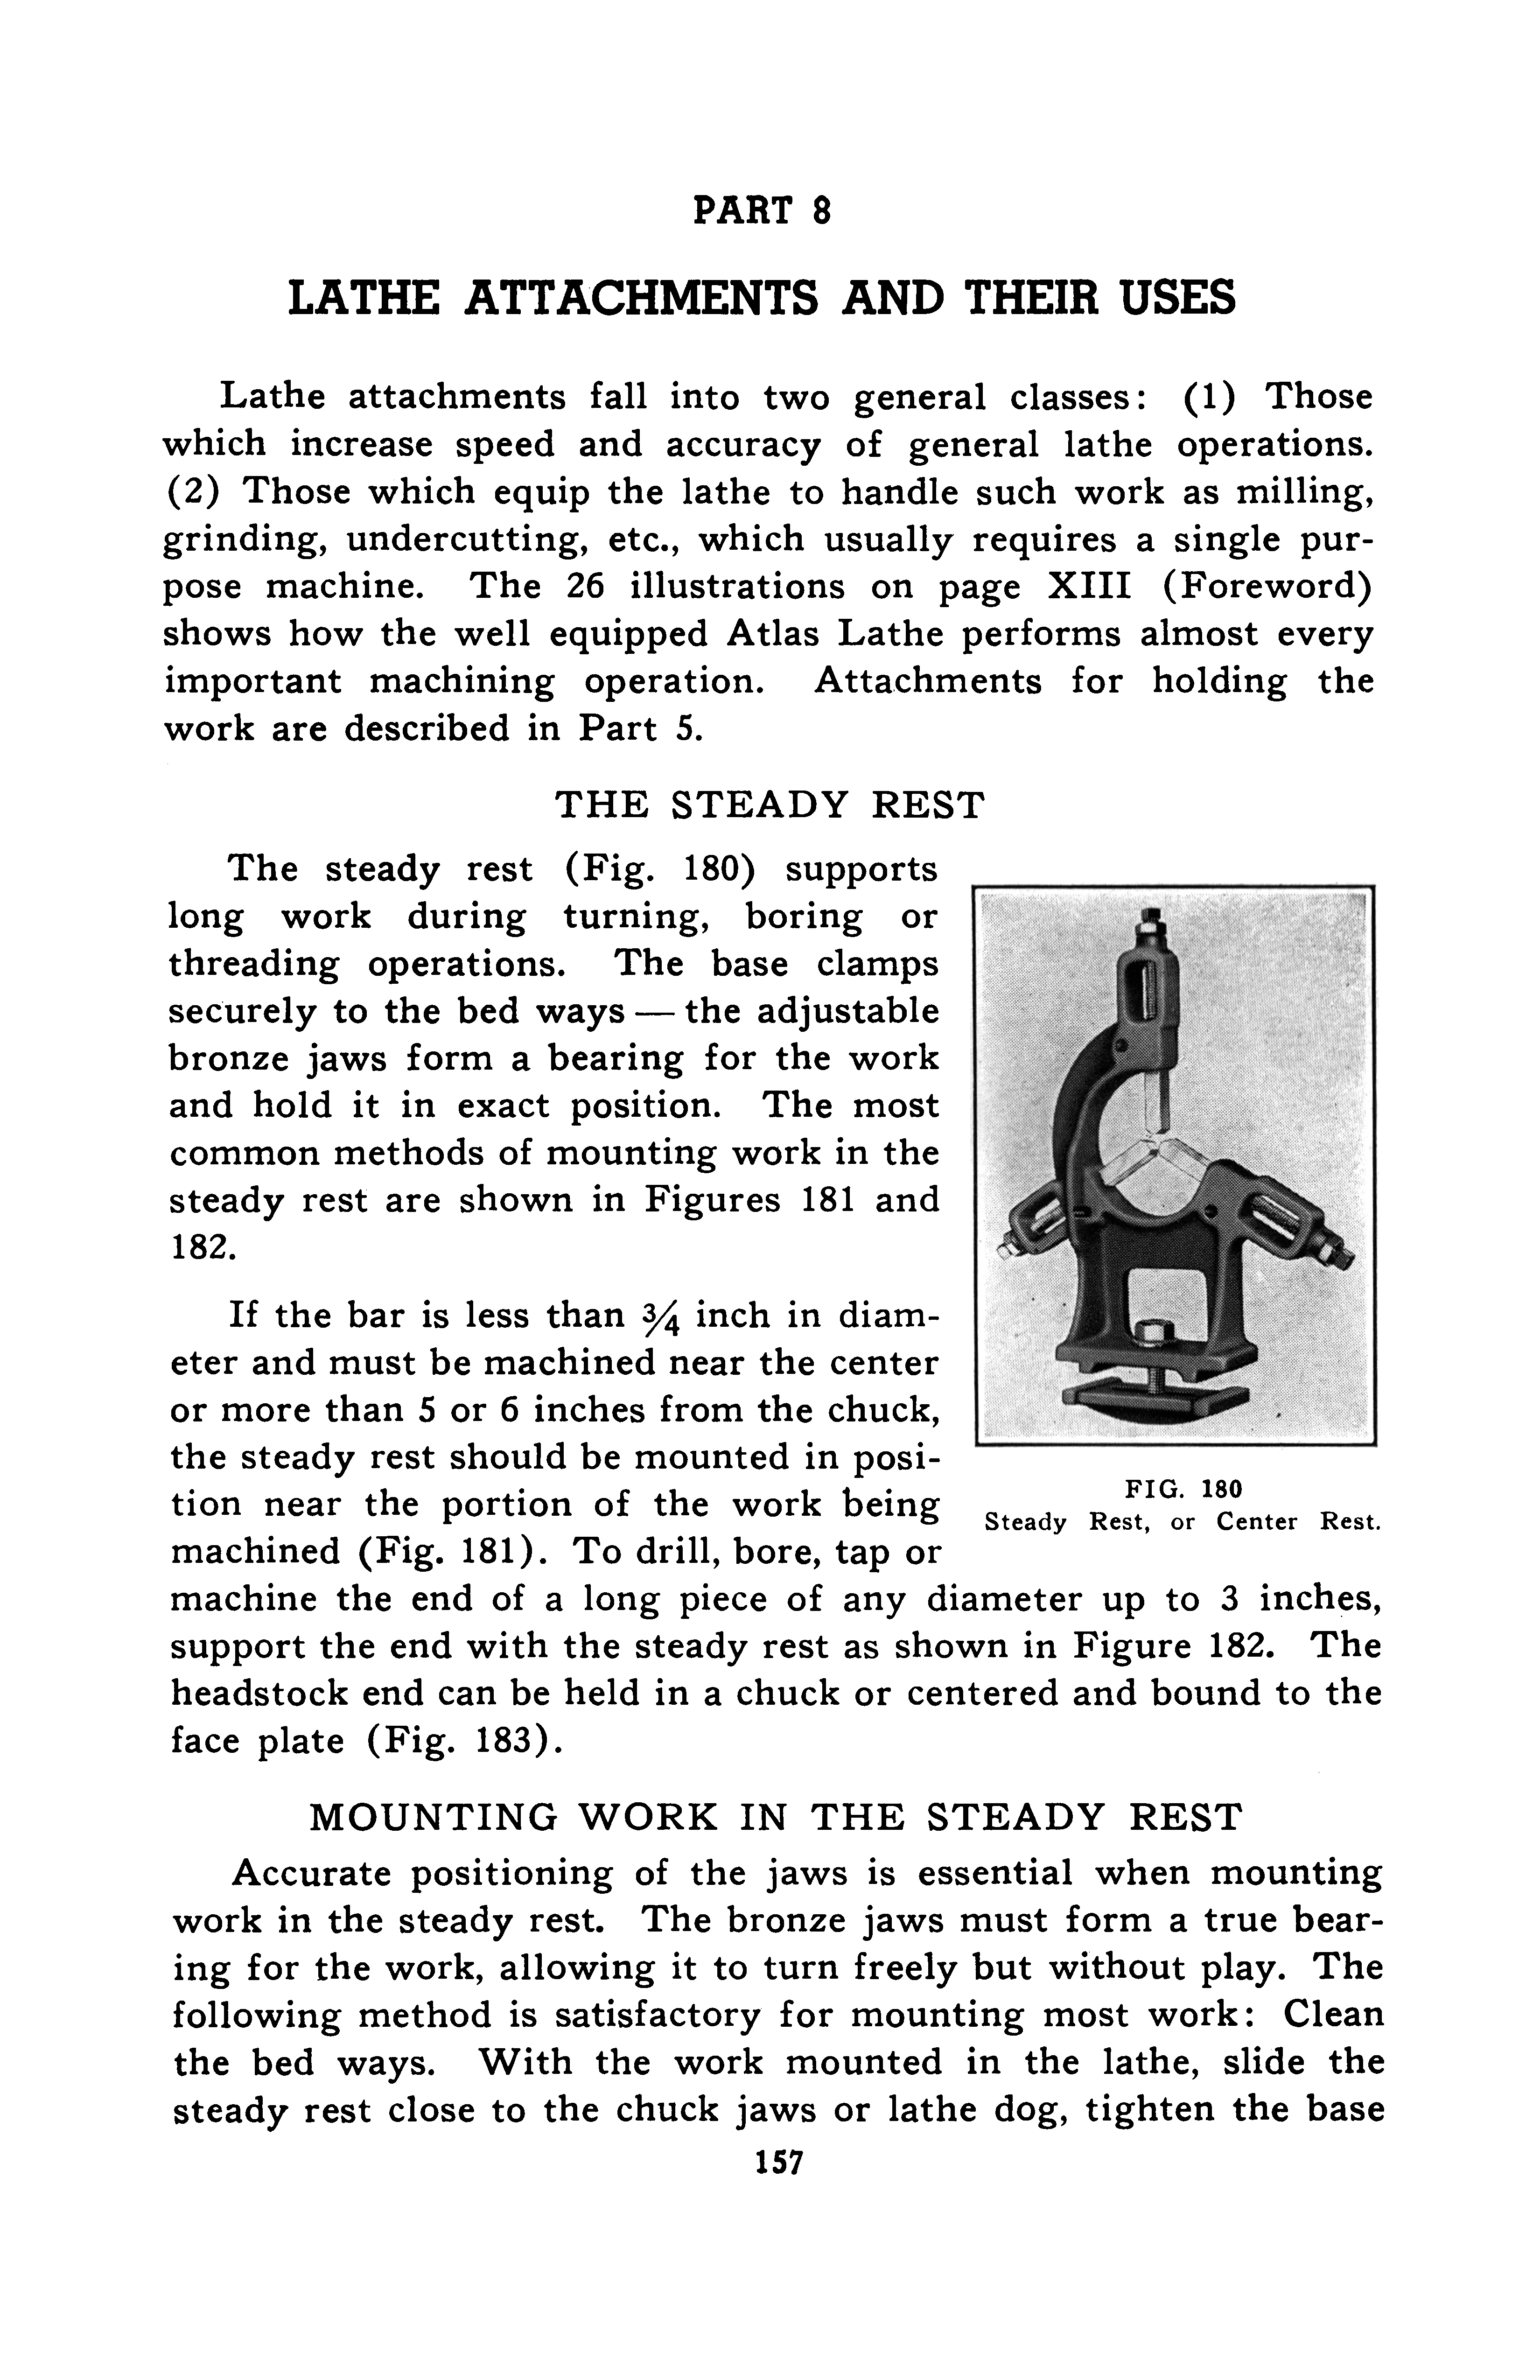 PART 8
LATHE ATTACHMENTS AND THEIR USES
Lathe attachments fall into two general classes: (1) Those
which increase speed and accuracy of general lathe operations.
(2) Those which equip the lathe to handle such work as milling,
grinding, undercutting, etc., which usually requires a single pur-
pose machine. The 26 illustrations on page XIII (Foreword)
shows how the well equipped Atlas Lathe performs almost every
important machining operation. Attachments for holding the
work are described in Part 5.
THE STEADY REST
The steady rest (Fig. 180) supports
long work during turning, boring or
threading operations. The base clamps
securely to the bed ways — the adjustable
bronze jaws form a bearing for the work
and hold it in exact position. The most
common methods of mounting work in the
steady rest are shown in Figures 181 and
182.
If the bar is less than ¾ inch in diam-
eter and must be machined near the center
or more than 5 or 6 inches from the chuck,
the steady rest should be mounted in posi-
tion near the portion of the work being
machined (Fig. 181). To drill, bore, tap or
machine the end of a long piece of any diameter up to 3 inches,
support the end with the steady rest as shown in Figure 182. The
headstock end can be held in a chuck or centered and bound to the
face plate (Fig. 183).
FIG. 180
Steady Rest, or Center Rest.
MOUNTING WORK IN THE STEADY REST
Accurate positioning of the jaws is essential when mounting
work in the steady rest. The bronze jaws must form a true bear-
ing for the work, allowing it to turn freely but without play. The
following method is satisfactory for mounting most work: Clean
the bed ways. With the work mounted in the lathe, slide the
steady rest close to the chuck jaws or lathe dog, tighten the base
157